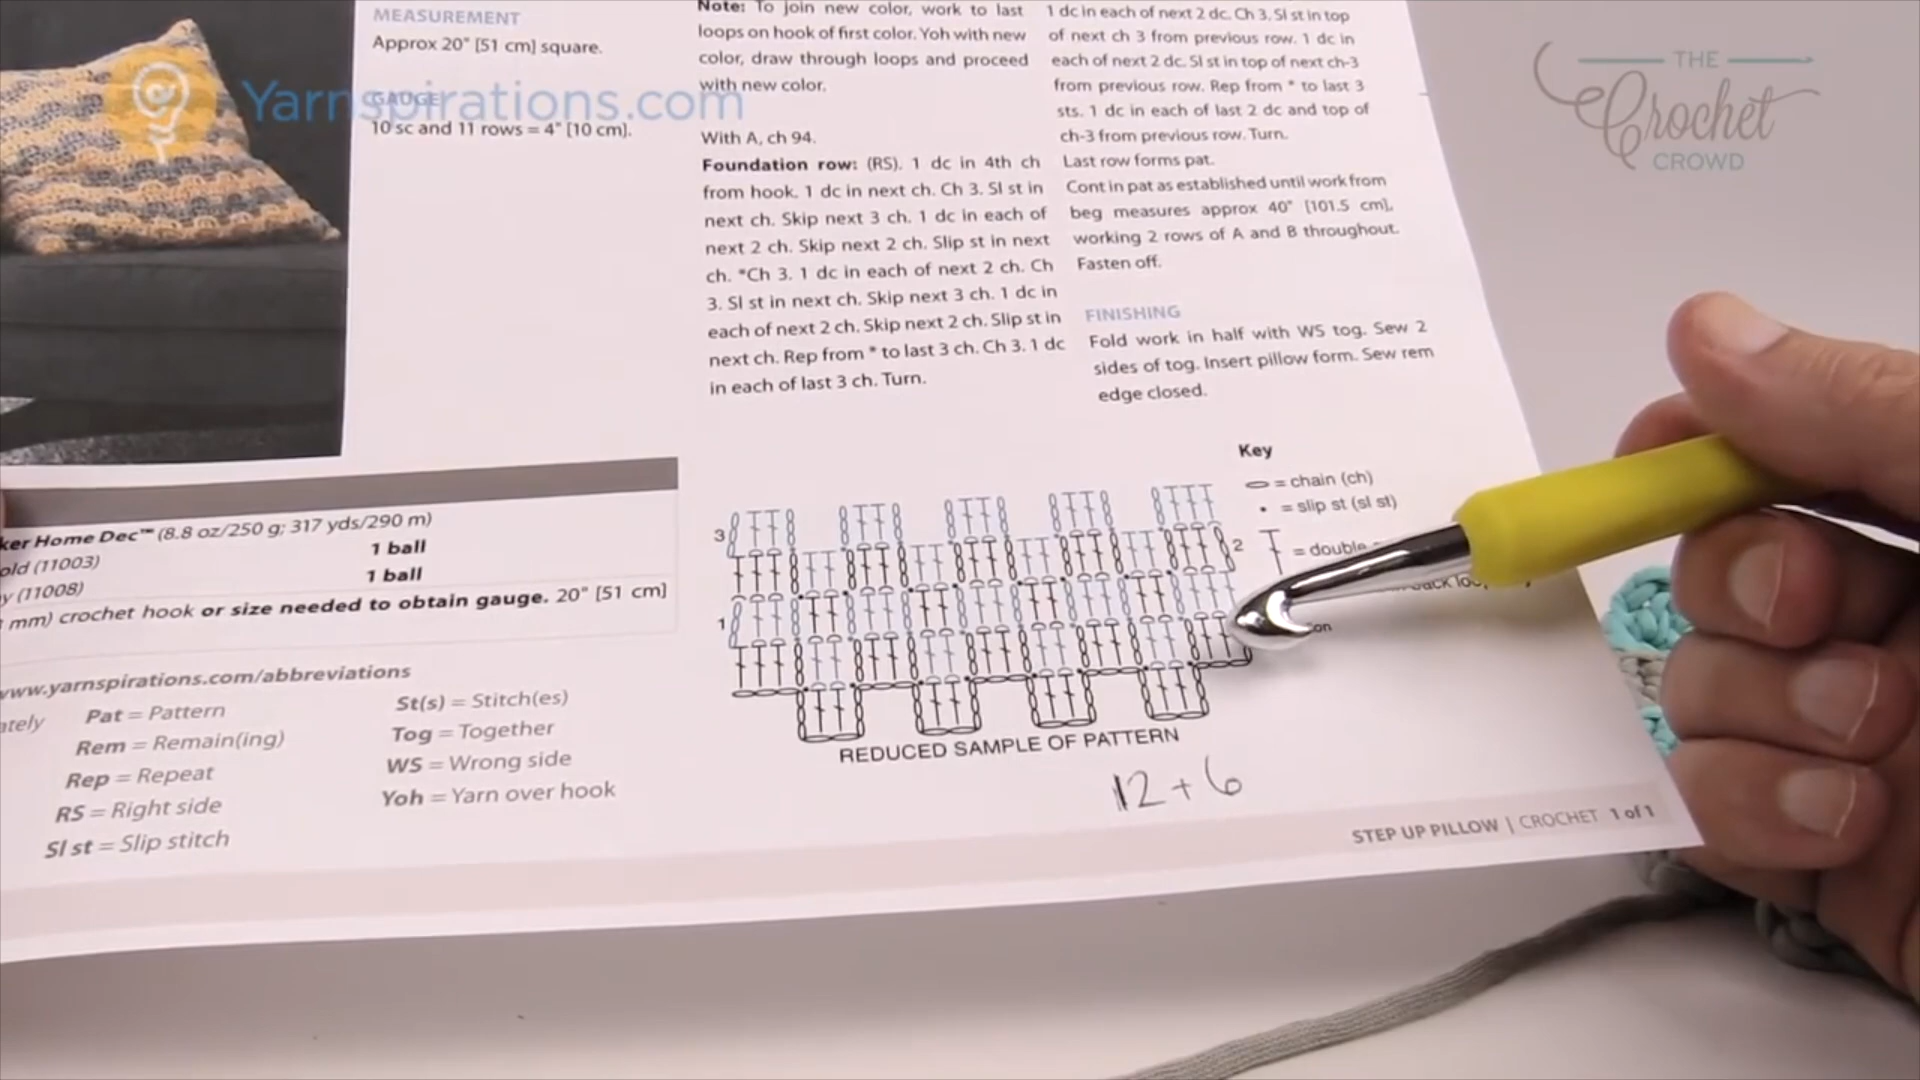 MEASUREMENT
Approx 20" [51 cm] square.
GAUGE
10 sc and 11 rows = 4" [10 cm].
Yarnspirations.com
Note: To join new color, work to last
loops on hook of first color. Yoh with new
color, draw through loops and proceed
with new color.
With A, ch 94.
Foundation row: (RS). 1 dc in 4th ch
from hook. 1 dc in next ch. Ch 3. Sl st in
next ch. Skip next 3 ch. 1 dc in each of
next 2 ch. Skip next 2 ch. Slip st in next
ch. *Ch 3. 1 dc in each of next 2 ch. Ch
3. Sl st in next ch. Skip next 3 ch. 1 dc in
each of next 2 ch. Skip next 2 ch. Slip st in
next ch. Rep from * to last 3 ch. Ch 3. 1 dc
in each of last 3 ch. Turn.
1 dc in each of next 2 dc. Ch 3. Sl st in top
of next ch 3 from previous row. 1 dc in
each of next 2 dc. Sl st in top of next ch-3
from previous row. Rep from * to last 3
sts. 1 dc in each of last 2 dc and top of
ch-3 from previous row. Turn.
Last row forms pat.
Cont in pat as established until work from
beg measures approx 40" [101.5 cm],
working 2 rows of A and B throughout.
Fasten off.
FINISHING
Fold work in half with WS tog. Sew 2
sides of tog. Insert pillow form. Sew rem
edge closed.
THE
Crochet
CROWD
Key
= chain (ch)
= slip st (sl st)
= double
3
2
1
REDUCED SAMPLE OF PATTERN
12 + 6
ker Home Dec™ (8.8 oz/250 g; 317 yds/290 m)
old (11003) 1 ball
y (11008) 1 ball
mm) crochet hook or size needed to obtain gauge. 20" [51 cm]
www.yarnspirations.com/abbreviations
ately
Pat = Pattern
Rem = Remain(ing)
Rep = Repeat
RS = Right side
Sl st = Slip stitch
St(s) = Stitch(es)
Tog = Together
WS = Wrong side
Yoh = Yarn over hook
STEP UP PILLOW | CROCHET 1 of 1